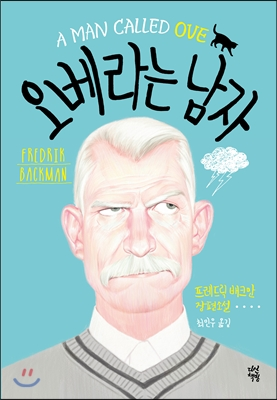 A MAN CALLED OVE
오베라는 남자
FREDRIK
BACKMAN
프레드릭 배크만
장편소설 ....
최민우 옮김
다산
책방